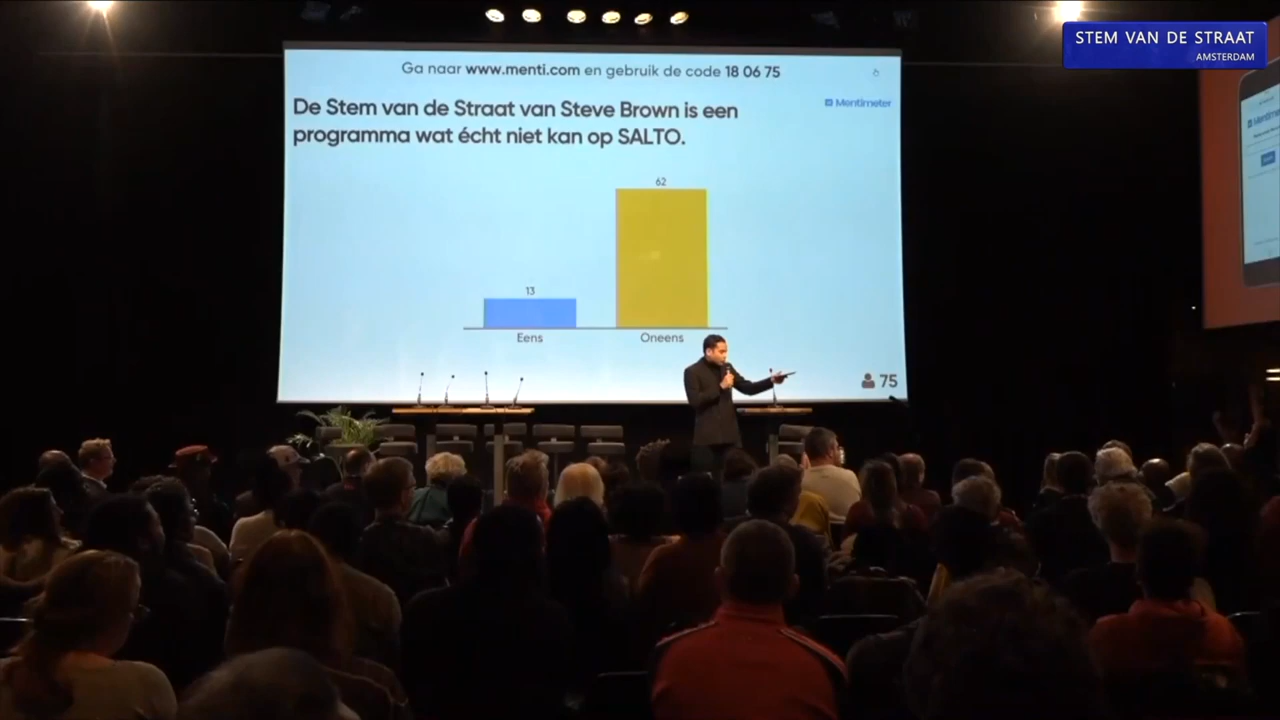 STEM VAN DE STRAAT
AMSTERDAM
Ga naar www.menti.com en gebruik de code 18 06 75
De Stem van de Straat van Steve Brown is een
programma wat écht niet kan op SALTO.
Mentimeter
62
13
Eens
Oneens
75